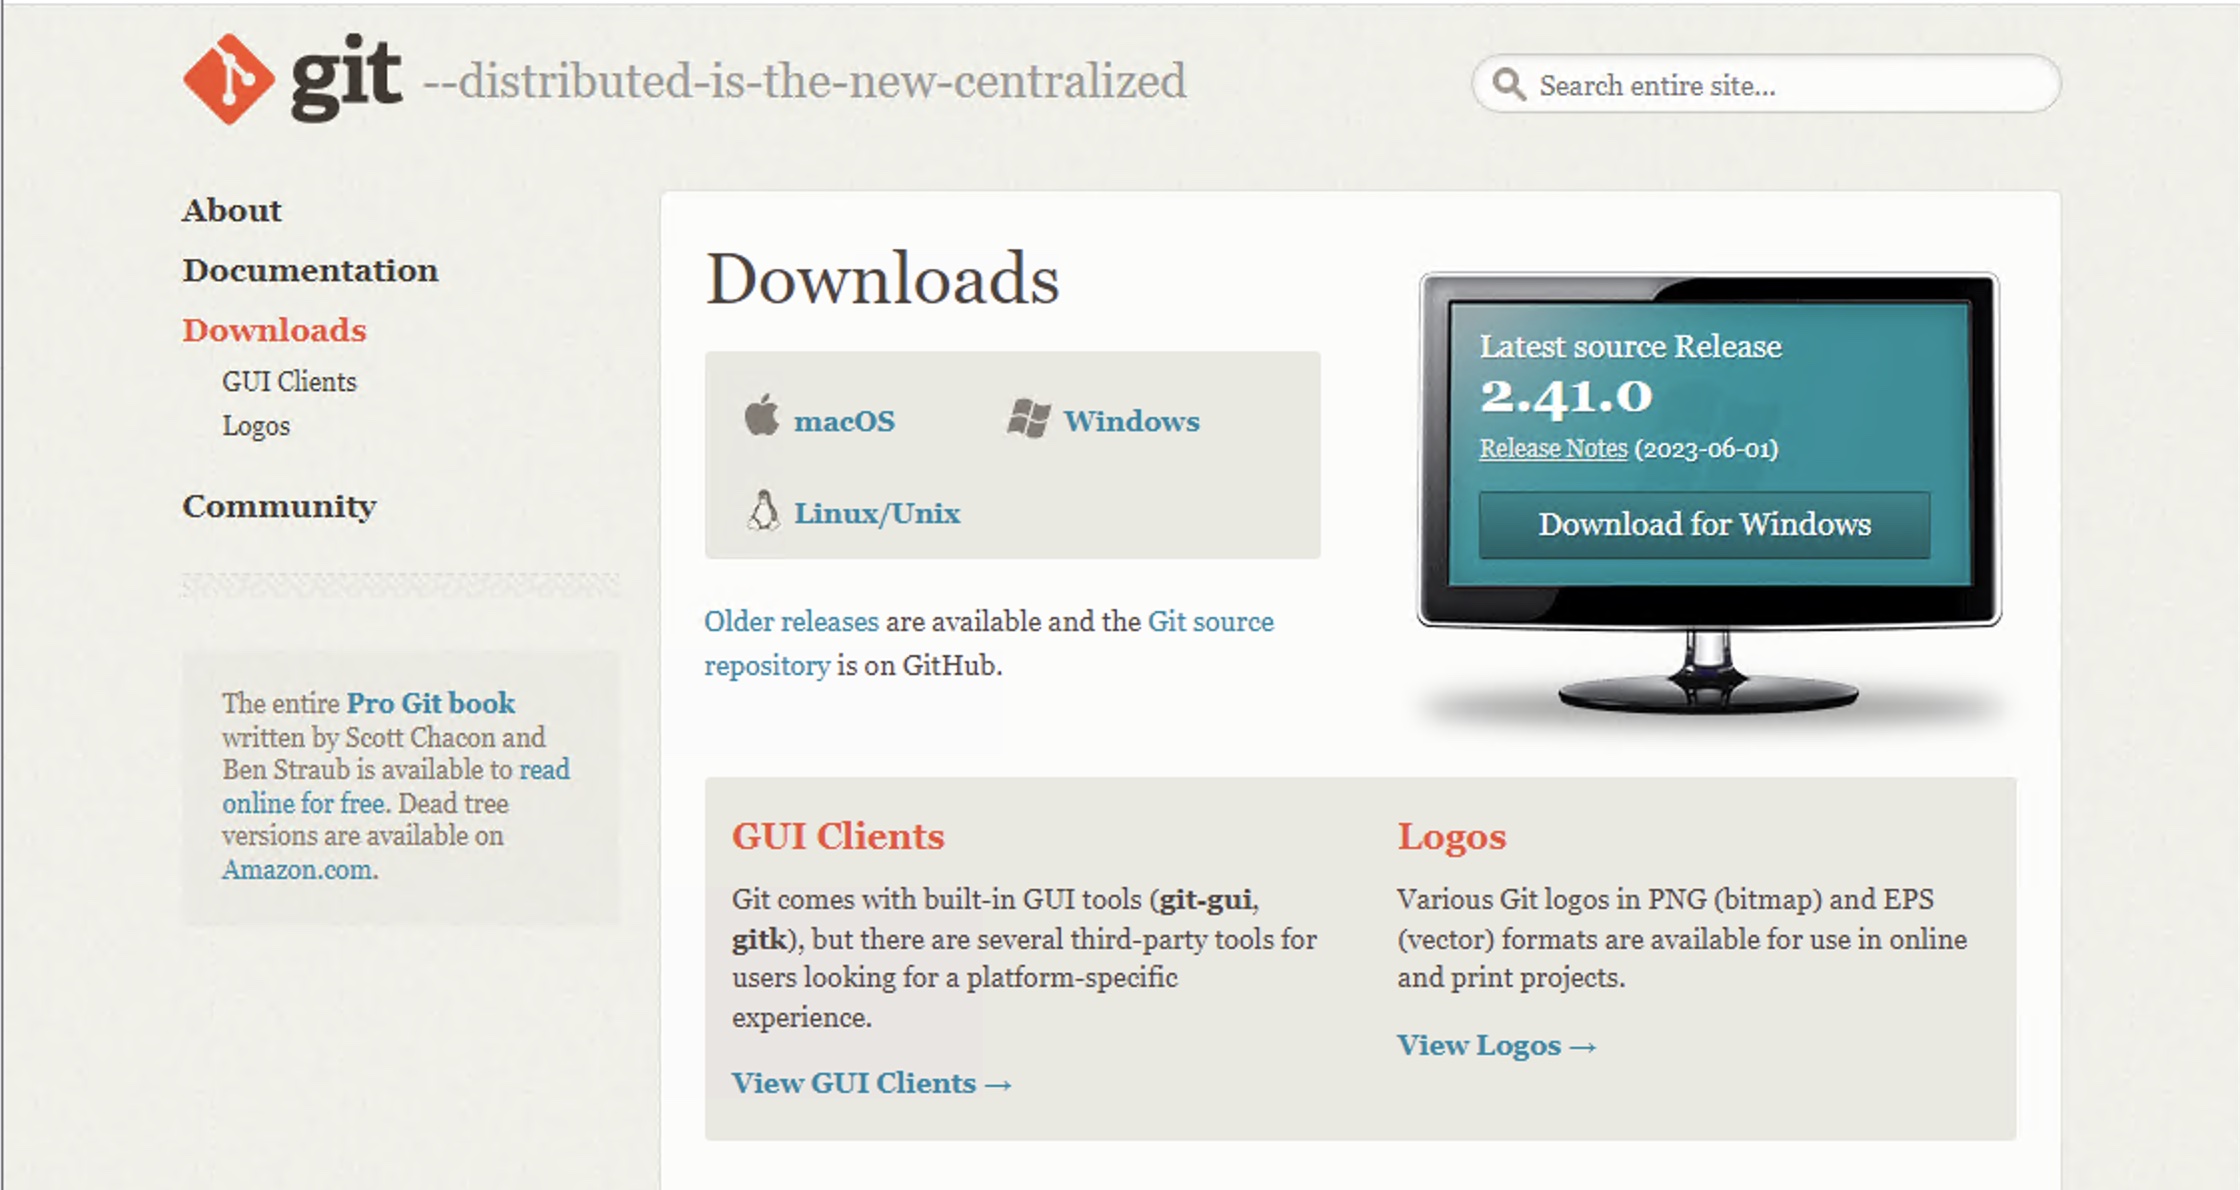 git --distributed-is-the-new-centralized
Search entire site...
About
Documentation
Downloads
GUI Clients
Logos
Community
The entire Pro Git book
written by Scott Chacon and
Ben Straub is available to read
online for free. Dead tree
versions are available on
Amazon.com.
Downloads
macOS
Windows
Linux/Unix
Older releases are available and the Git source
repository is on GitHub.
Latest source Release
2.41.0
Release Notes (2023-06-01)
Download for Windows
GUI Clients
Git comes with built-in GUI tools (git-gui,
gitk), but there are several third-party tools for
users looking for a platform-specific
experience.
View GUI Clients →
Logos
Various Git logos in PNG (bitmap) and EPS
(vector) formats are available for use in online
and print projects.
View Logos →